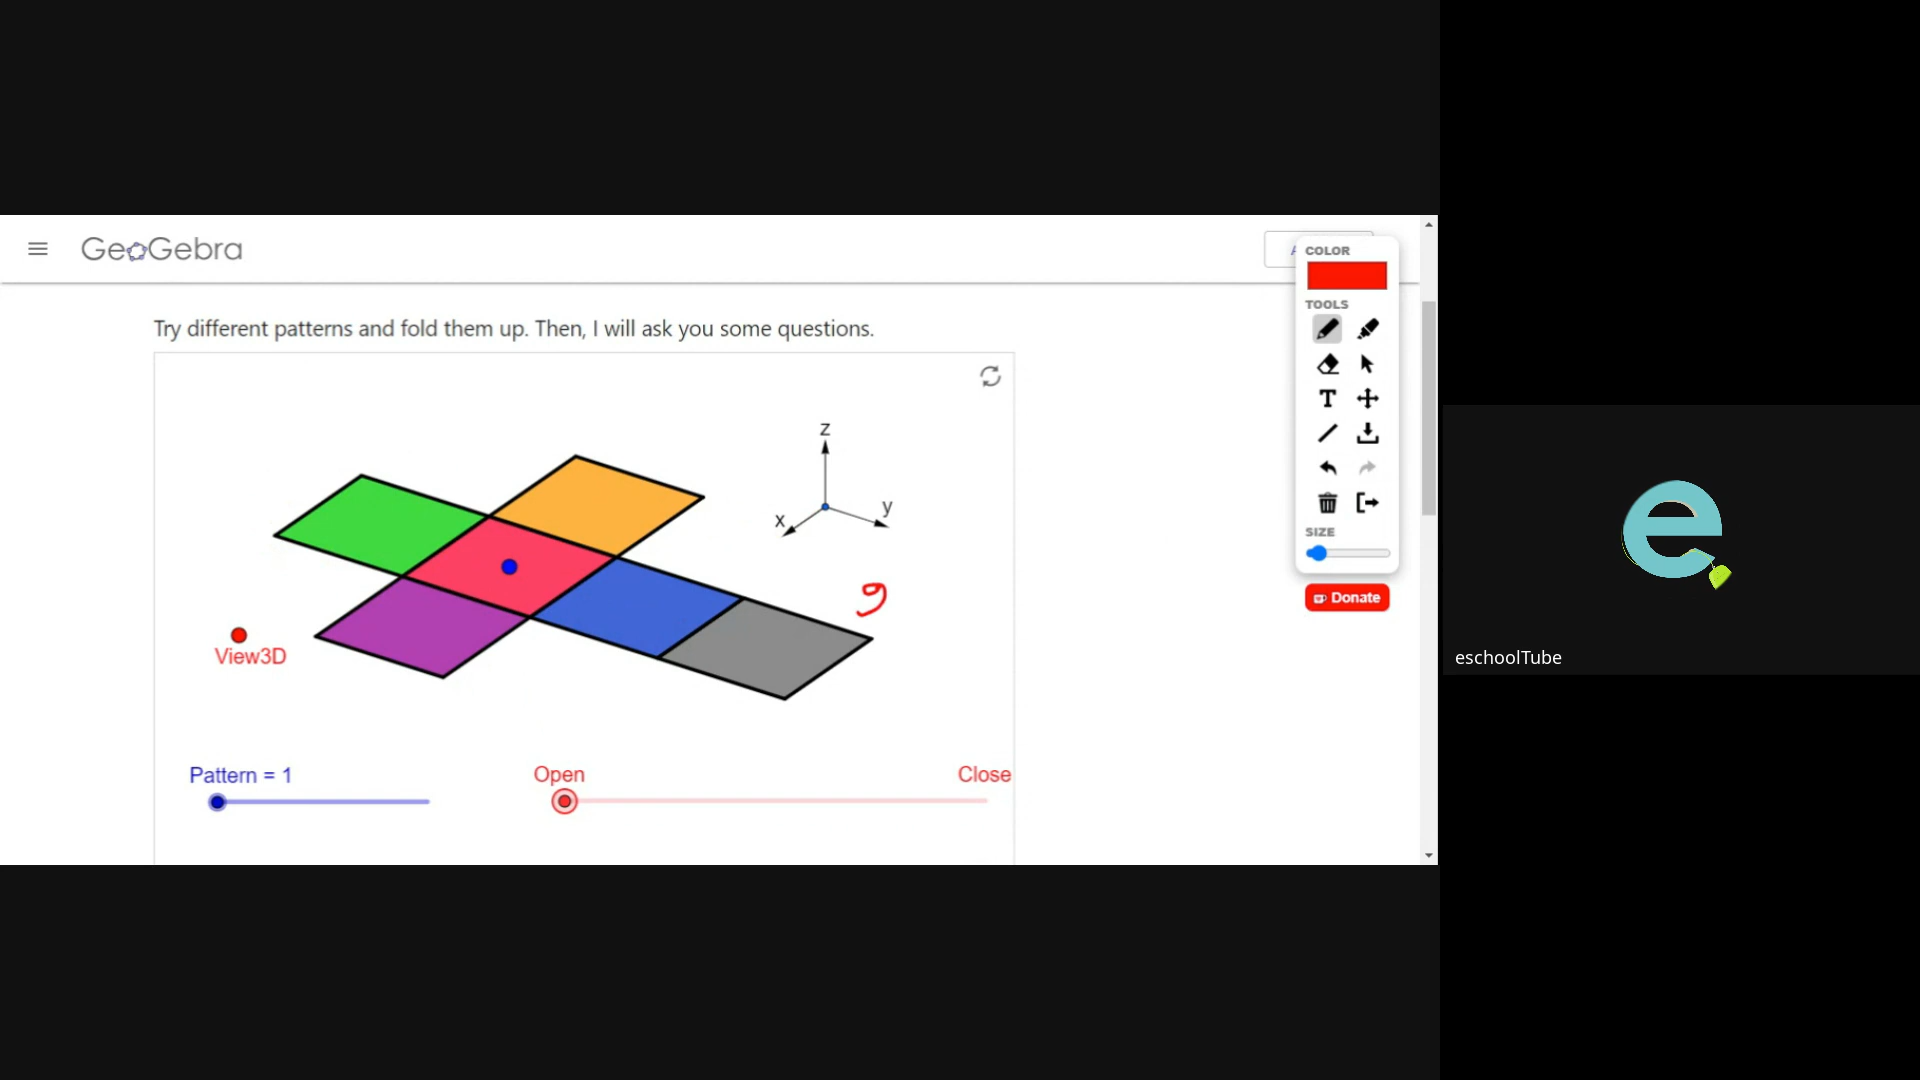 GeoGebra
COLOR
TOOLS
T
SIZE
Donate
Try different patterns and fold them up. Then, I will ask you some questions.
z
y
x
View3D
Pattern = 1
Open
Close
eschoolTube